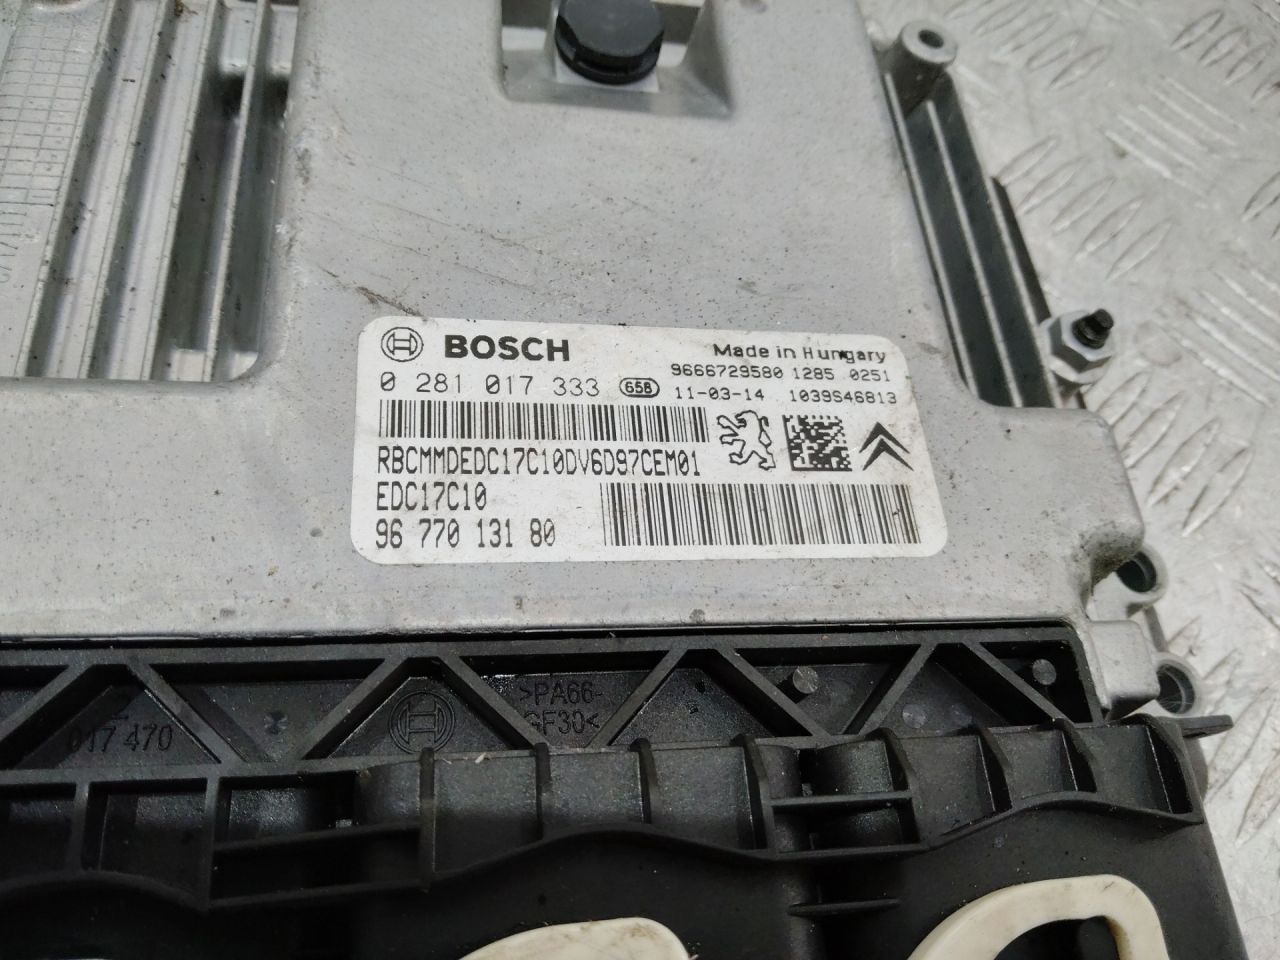 BOSCH
Made in Hungary
9666729580 1285 0251
0 281 017 333 658 11-03-14 1039S46813
RBCMMDEDC17C10DV6D97CEM01
EDC17C10
96 770 131 80
>PA66-
GF30<
017 470